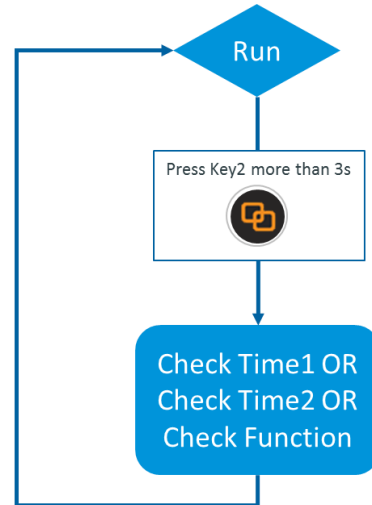 Run
Press Key2 more than 3s
Check Time1 OR
Check Time2 OR
Check Function